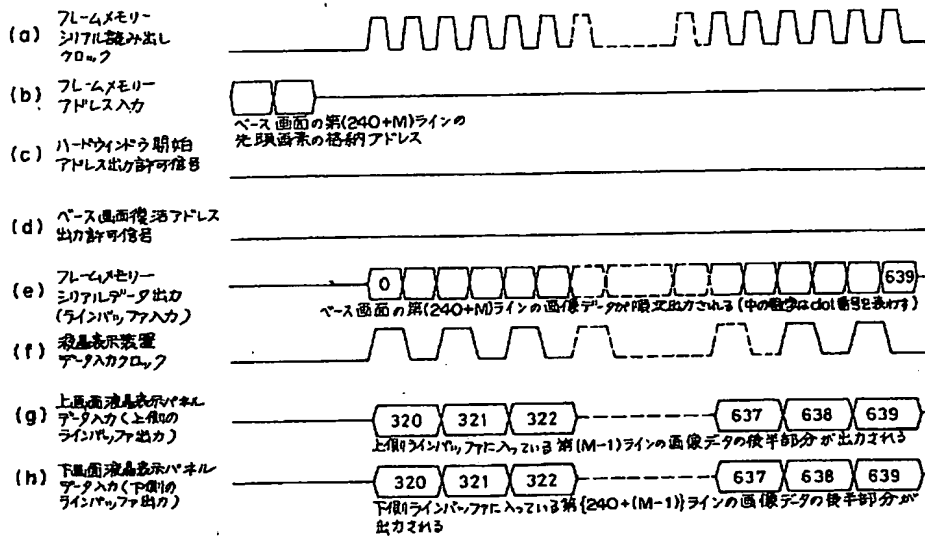 (a) フレームメモリー
シリアル読み出し
クロック
(b) フレームメモリー
アドレス入力
ベース画面の第(240+M)ラインの
先頭画素の格納アドレス
(c) ハードウィンドウ開始
アドレス出力許可信号
(d) ベース画面復活アドレス
出力許可信号
(e) フレームメモリー
シリアルデータ出力
(ラインバッファ入力)
0 639
ベース画面の第(240+M)ラインの画像データが順次出力される(中の数字はdot番号を表わす)
(f) 液晶表示装置
データ入力クロック
(g) 上画面液晶表示パネル
データ入力(上側の
ラインバッファ出力)
320 321 322 637 638 639
上側ラインバッファに入っている第(M-1)ラインの画像データの後半部分が出力される
(h) 下画面液晶表示パネル
データ入力(下側の
ラインバッファ出力)
320 321 322 637 638 639
下側ラインバッファに入っている第{240+(M-1)}ラインの画像データの後半部分が
出力される